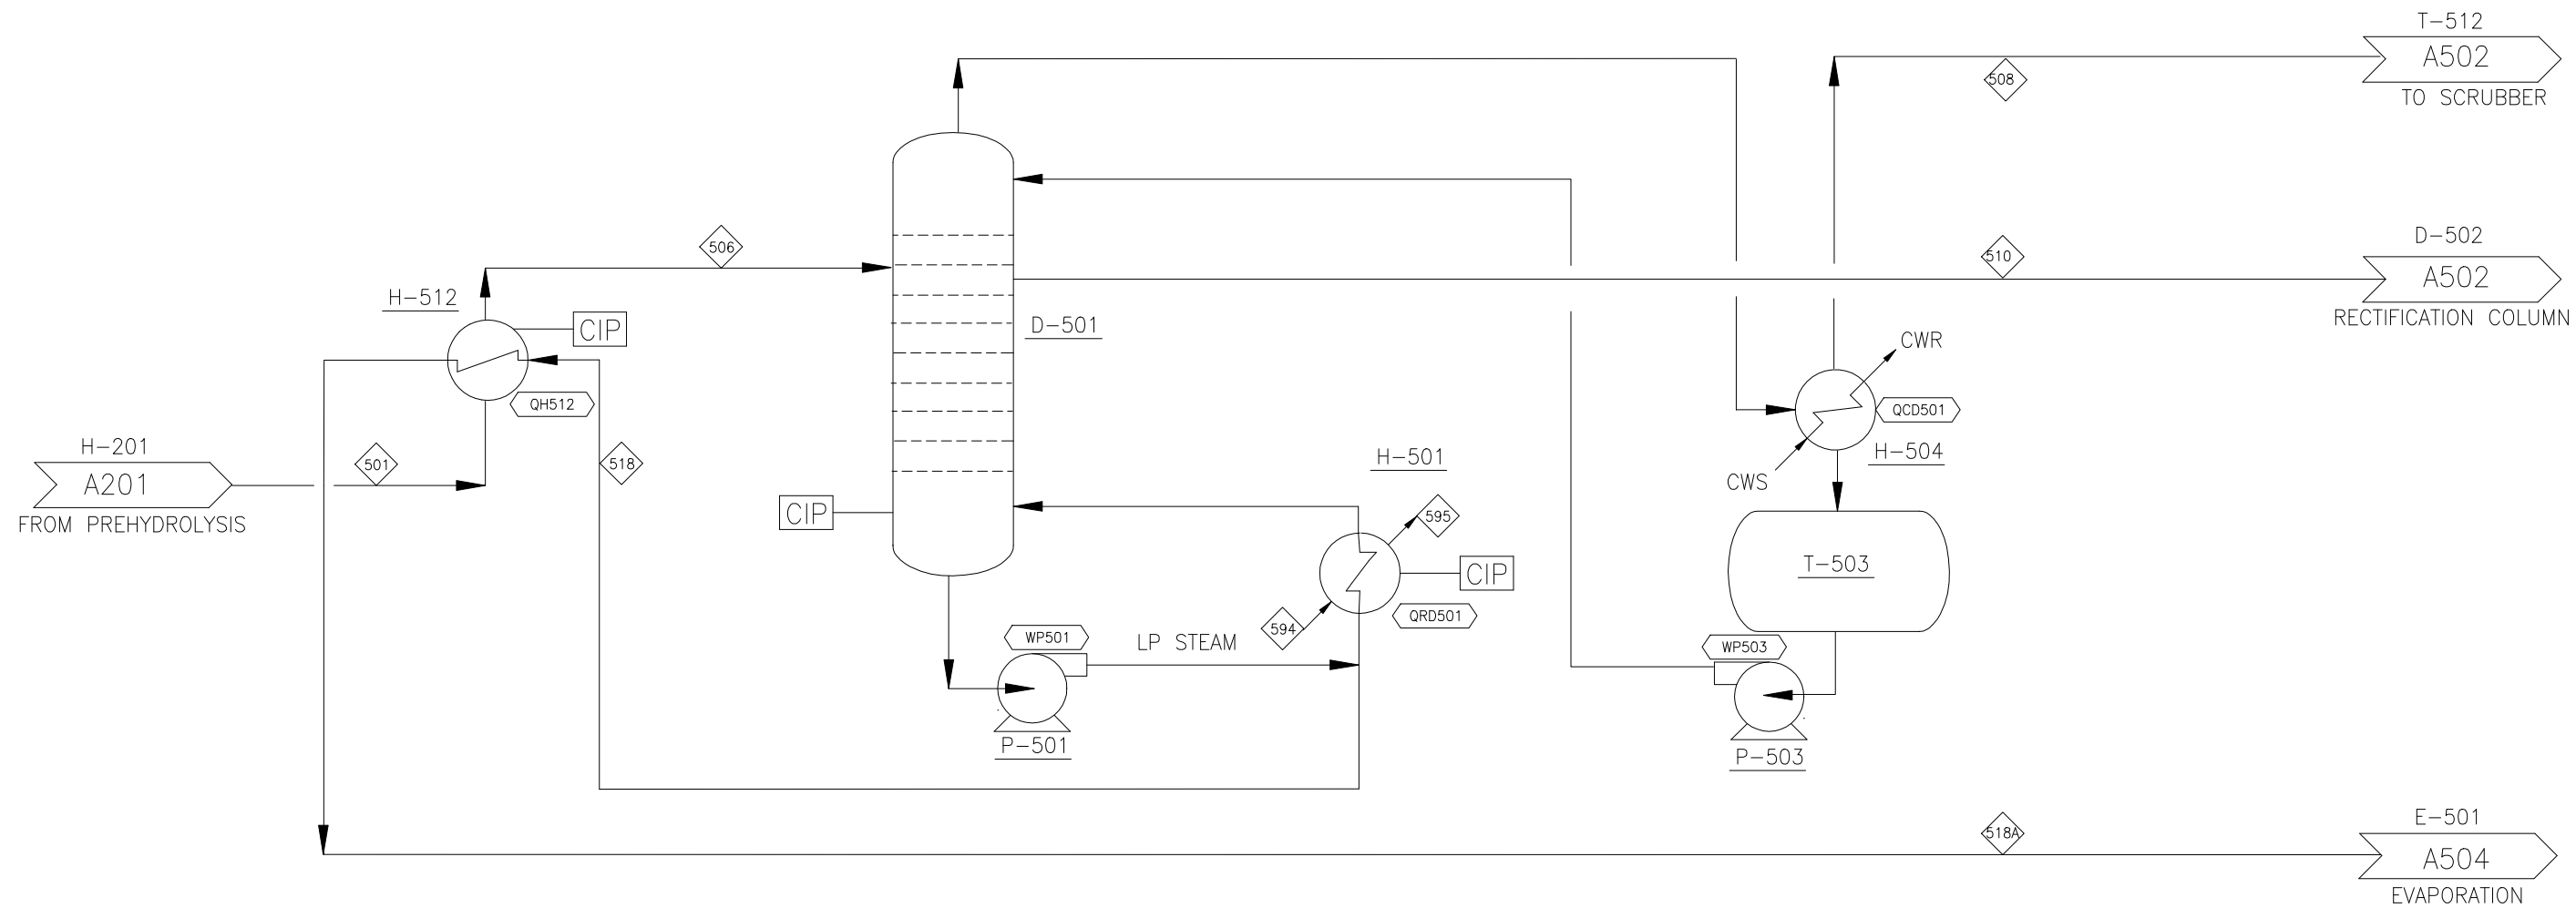 T-512
A502
TO SCRUBBER
508
506
510
D-502
A502
RECTIFICATION COLUMN
H-512
CIP
D-501
CWR
QH512
QCD501
H-201
A201
FROM PREHYDROLYSIS
501
518
H-501
H-504
CWS
CIP
595
T-503
CIP
594
QRD501
WP501
LP STEAM
WP503
P-501
P-503
518A
E-501
A504
EVAPORATION